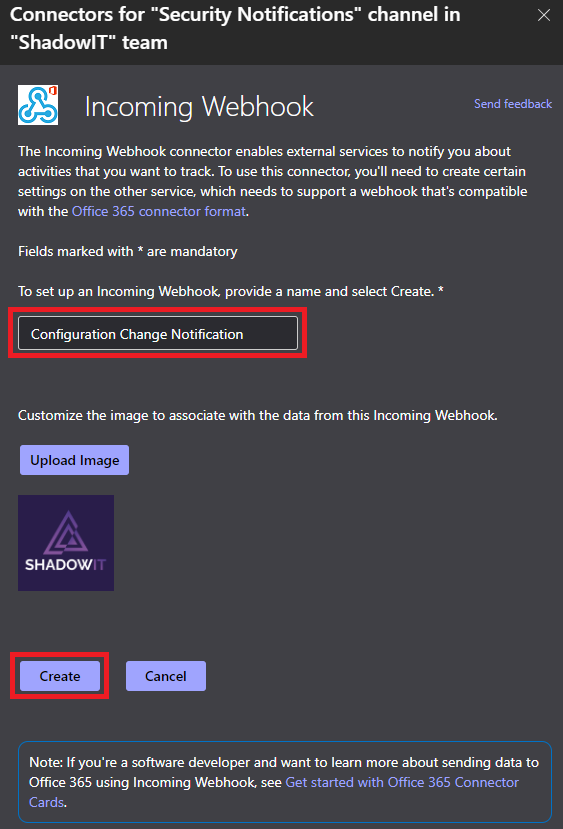 Connectors for "Security Notifications" channel in
"ShadowIT" team
Incoming Webhook
Send feedback
The Incoming Webhook connector enables external services to notify you about
activities that you want to track. To use this connector, you'll need to create certain
settings on the other service, which needs to support a webhook that's compatible
with the Office 365 connector format.
Fields marked with * are mandatory
To set up an Incoming Webhook, provide a name and select Create. *
Configuration Change Notification
Customize the image to associate with the data from this Incoming Webhook.
Upload Image
SHADOWIT
Create
Cancel
Note: If you're a software developer and want to learn more about sending data to
Office 365 using Incoming Webhook, see Get started with Office 365 Connector
Cards.